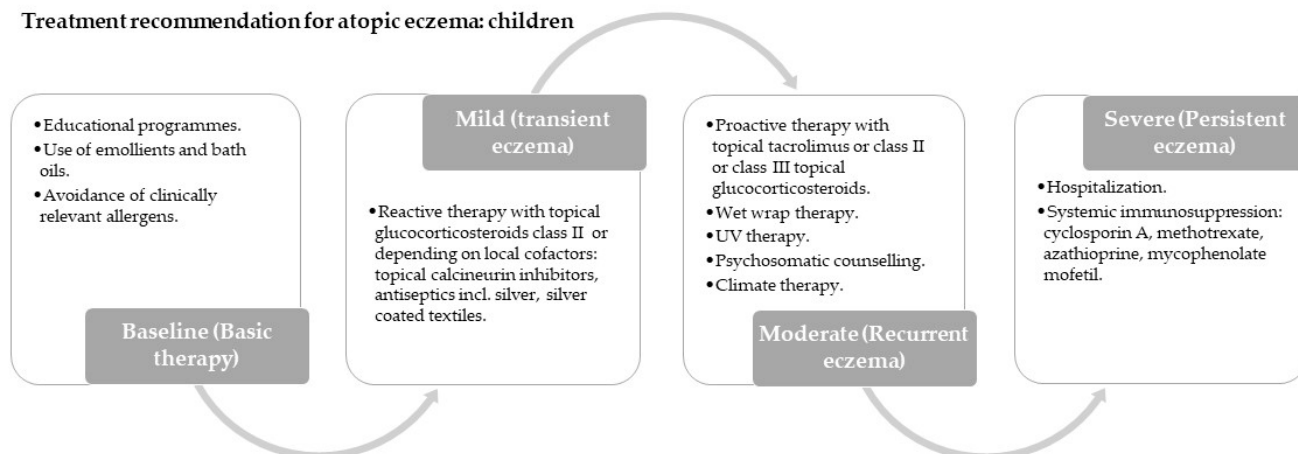 Treatment recommendation for atopic eczema: children
•Educational programmes.
•Use of emollients and bath
oils.
•Avoidance of clinically
relevant allergens.
Baseline (Basic
therapy)
Mild (transient
eczema)
•Reactive therapy with topical
glucocorticosteroids class II or
depending on local cofactors:
topical calcineurin inhibitors,
antiseptics incl. silver, silver
coated textiles.
•Proactive therapy with
topical tacrolimus or class II
or class III topical
glucocorticosteroids.
•Wet wrap therapy.
•UV therapy.
•Psychosomatic counselling.
•Climate therapy.
Moderate (Recurrent
eczema)
Severe (Persistent
eczema)
•Hospitalization.
•Systemic immunosuppression:
cyclosporin A, methotrexate,
azathioprine, mycophenolate
mofetil.